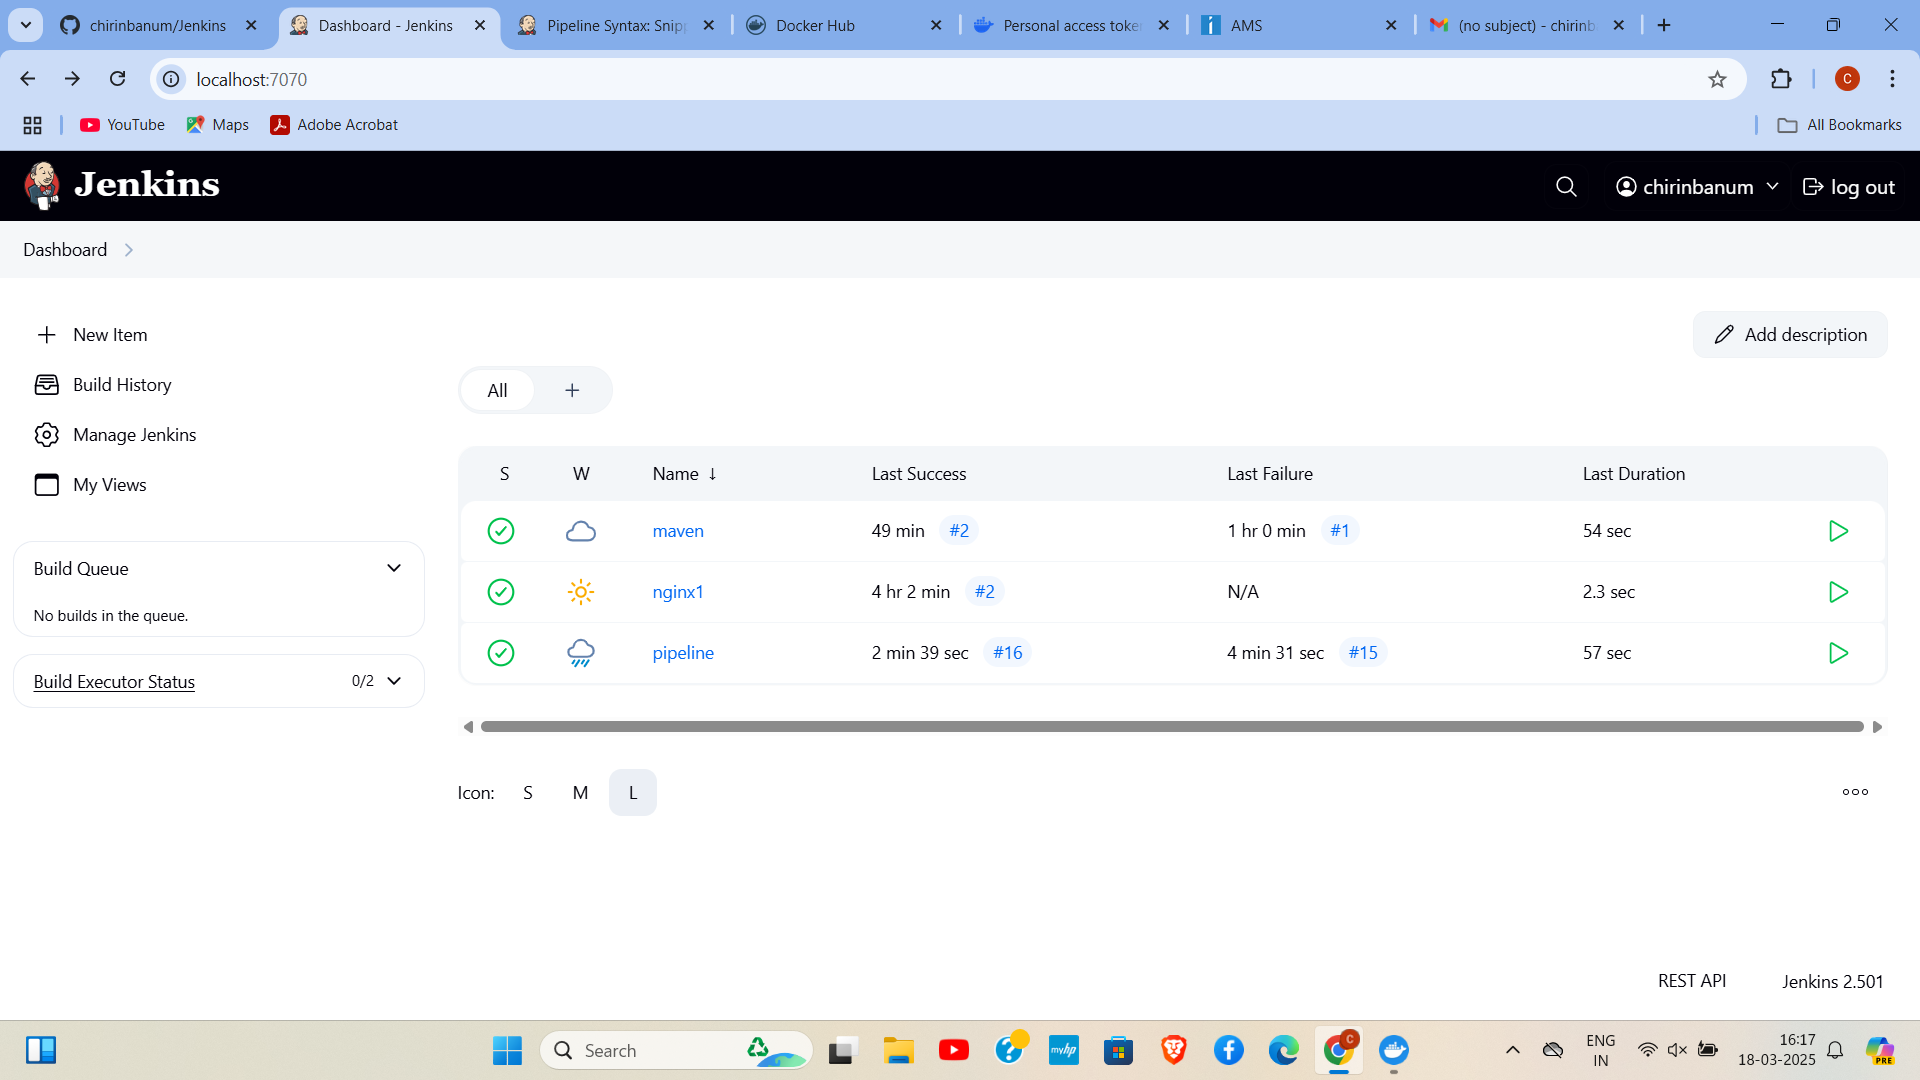 chirinbanum/Jenkins
Dashboard - Jenkins
Pipeline Syntax: Snip
Docker Hub
Personal access toke
AMS
(no subject) - chirinb
localhost:7070
C
YouTube
Maps
Adobe Acrobat
All Bookmarks
Jenkins
chirinbanum
log out
Dashboard
New Item
Build History
Manage Jenkins
My Views
Add description
All
+
S W Name ↓ Last Success Last Failure Last Duration
maven 49 min #2 1 hr 0 min #1 54 sec
nginx1 4 hr 2 min #2 N/A 2.3 sec
pipeline 2 min 39 sec #16 4 min 31 sec #15 57 sec
Build Queue
No builds in the queue.
Build Executor Status 0/2
Icon: S M L
REST API
Jenkins 2.501
Search
myhp
C
ENG
IN
16:17
18-03-2025
PRE